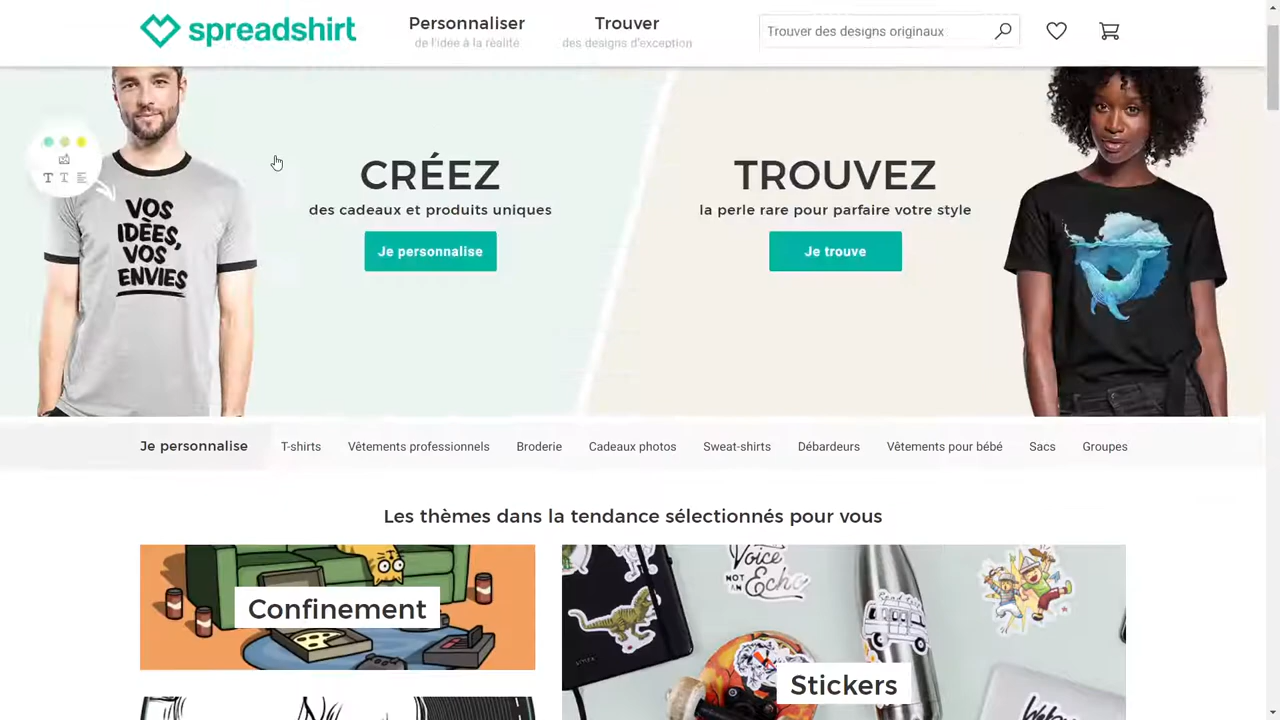 spreadshirt
Personnaliser
de l'idée à la réalité
Trouver
des designs d'exception
Trouver des designs originaux
CRÉEZ
des cadeaux et produits uniques
Je personnalise
TROUVEZ
la perle rare pour parfaire votre style
Je trouve
T T
VOS
IDÈES,
VOS
ENVIES
Je personnalise
T-shirts
Vêtements professionnels
Broderie
Cadeaux photos
Sweat-shirts
Débardeurs
Vêtements pour bébé
Sacs
Groupes
Les thèmes dans la tendance sélectionnés pour vous
Confinement
Voice
NOT AN Echo
Stickers